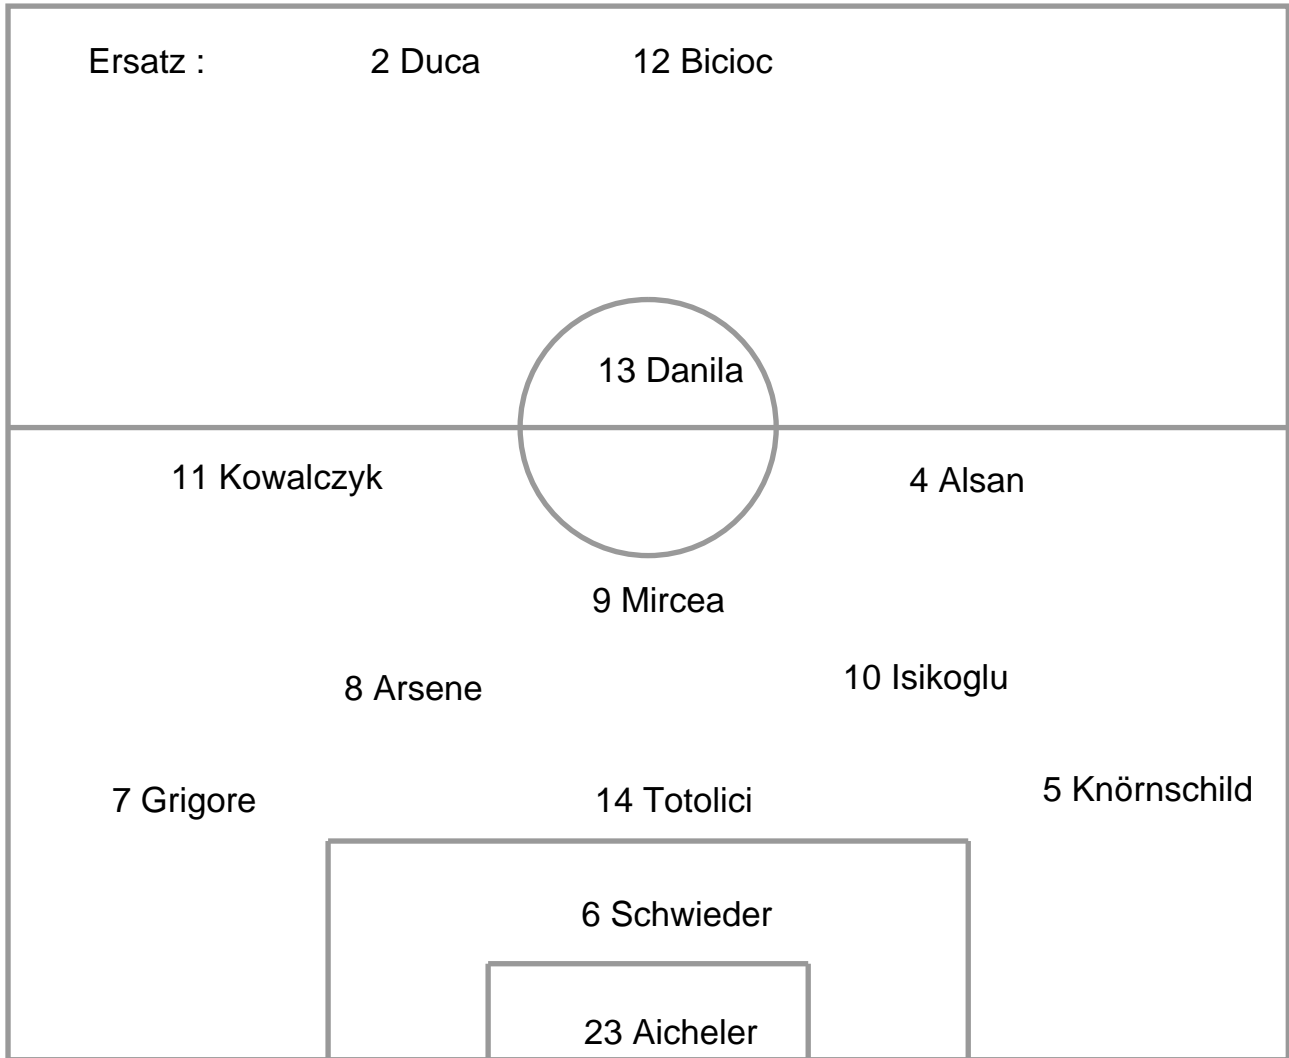 Ersatz : 2 Duca 12 Bicioc
13 Danila
11 Kowalczyk 4 Alsan
9 Mircea
8 Arsene 10 Isikoglu
7 Grigore 14 Totolici 5 Knörnschild
6 Schwieder
23 Aicheler